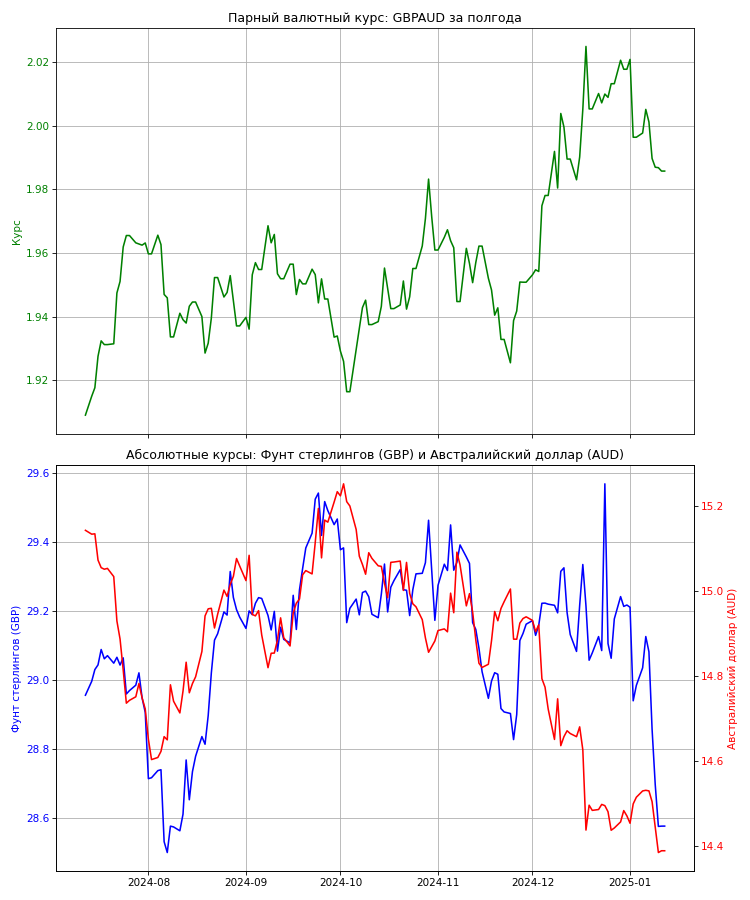 Парный валютный курс: GBPAUD за полгода
Курс
2.02
2.00
1.98
1.96
1.94
1.92
Абсолютные курсы: Фунт стерлингов (GBP) и Австралийский доллар (AUD)
Фунт стерлингов (GBP)
29.6
29.4
29.2
29.0
28.8
28.6
15.2
15.0
14.8
14.6
14.4
Австралийский доллар (AUD)
2024-08 2024-09 2024-10 2024-11 2024-12 2025-01